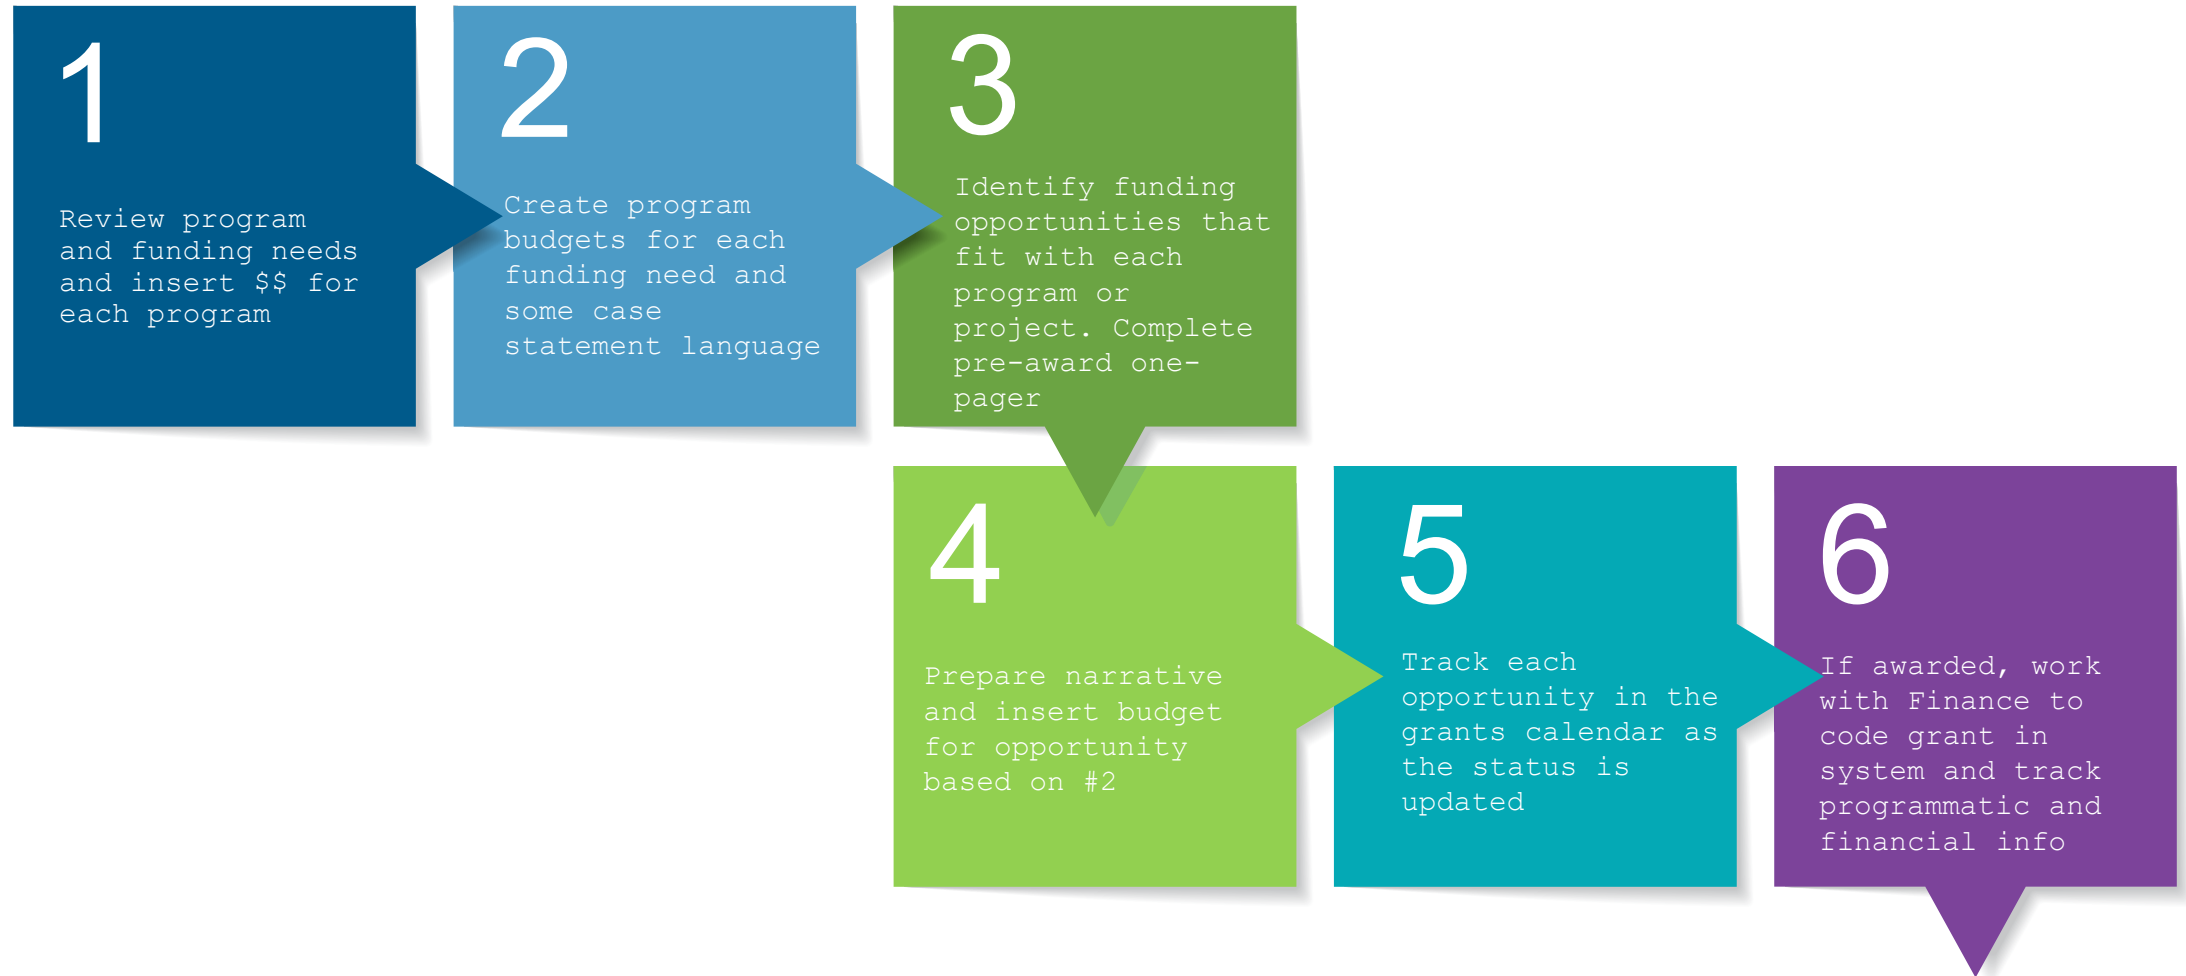 1
Review program
and funding needs
and insert $$ for
each program
2
Create program
budgets for each
funding need and
some case
statement language
3
Identify funding
opportunities that
fit with each
program or
project. Complete
pre-award one-
pager
4
Prepare narrative
and insert budget
for opportunity
based on #2
5
Track each
opportunity in the
grants calendar as
the status is
updated
6
If awarded, work
with Finance to
code grant in
system and track
programmatic and
financial info